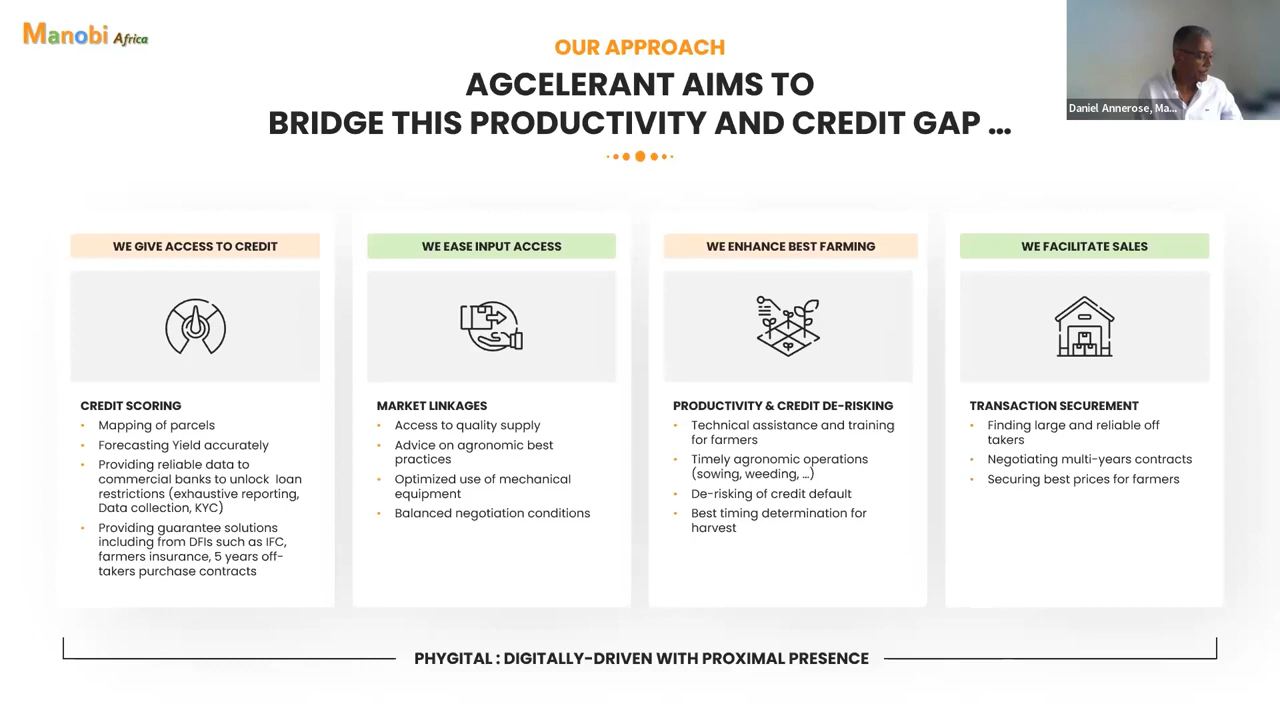 Manobi Africa
OUR APPROACH
AGCELERANT AIMS TO
BRIDGE THIS PRODUCTIVITY AND CREDIT GAP ...
Daniel Annerose, Ma...
WE GIVE ACCESS TO CREDIT
CREDIT SCORING
• Mapping of parcels
• Forecasting Yield accurately
• Providing reliable data to
commercial banks to unlock loan
restrictions (exhaustive reporting,
Data collection, KYC)
• Providing guarantee solutions
including from DFIs such as IFC,
farmers insurance, 5 years off-
takers purchase contracts
WE EASE INPUT ACCESS
MARKET LINKAGES
• Access to quality supply
• Advice on agronomic best
practices
• Optimized use of mechanical
equipment
• Balanced negotiation conditions
WE ENHANCE BEST FARMING
PRODUCTIVITY & CREDIT DE-RISKING
• Technical assistance and training
for farmers
• Timely agronomic operations
(sowing, weeding, ...)
• De-risking of credit default
• Best timing determination for
harvest
WE FACILITATE SALES
TRANSACTION SECUREMENT
• Finding large and reliable off
takers
• Negotiating multi-years contracts
• Securing best prices for farmers
PHYGITAL : DIGITALLY-DRIVEN WITH PROXIMAL PRESENCE